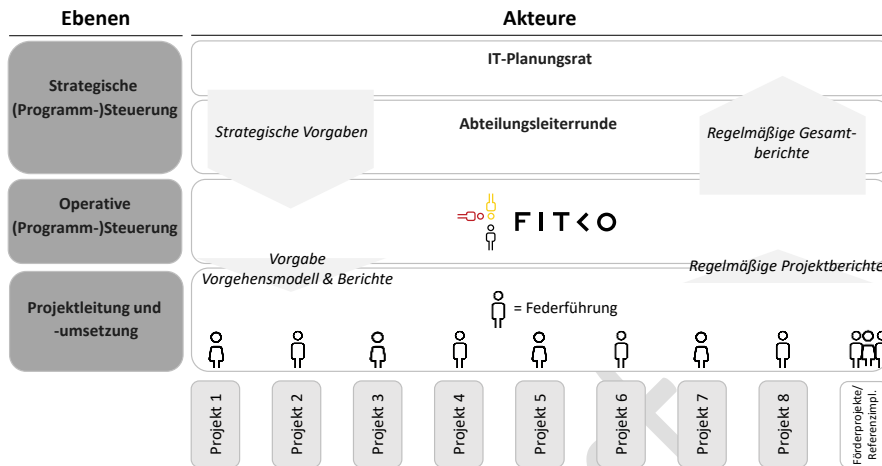 Ebenen
Akteure
Strategische
(Programm-)Steuerung
IT-Planungsrat
Abteilungsleiterrunde
Strategische Vorgaben
Regelmäßige Gesamt-
berichte
Operative
(Programm-)Steuerung
FITKO
Vorgabe
Vorgehensmodell & Berichte
Regelmäßige Projektberichte
Projektleitung und
-umsetzung
= Federführung
Projekt 1
Projekt 2
Projekt 3
Projekt 4
Projekt 5
Projekt 6
Projekt 7
Projekt 8
Förderprojekte/
Referenzimpl.